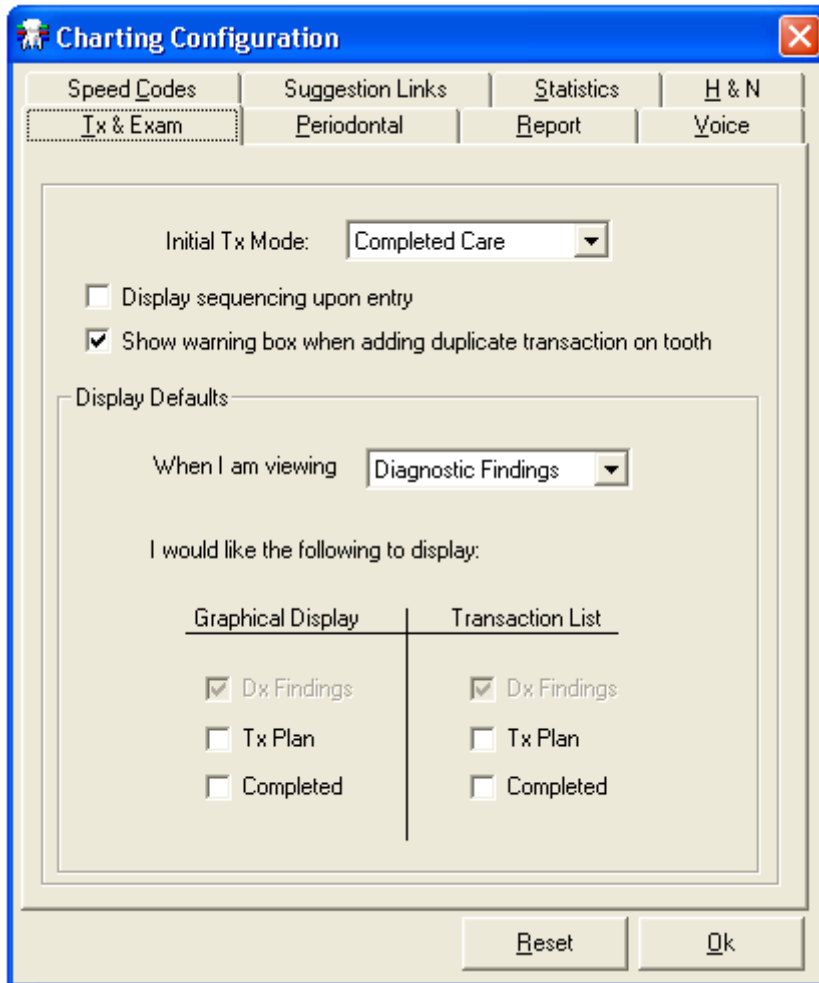 Charting Configuration
Speed Codes Suggestion Links Statistics H & N
Tx & Exam Periodontal Report Voice
Initial Tx Mode: Completed Care
Display sequencing upon entry
Show warning box when adding duplicate transaction on tooth
Display Defaults
When I am viewing Diagnostic Findings
I would like the following to display:
Graphical Display Transaction List
Dx Findings Dx Findings
Tx Plan Tx Plan
Completed Completed
Reset Ok